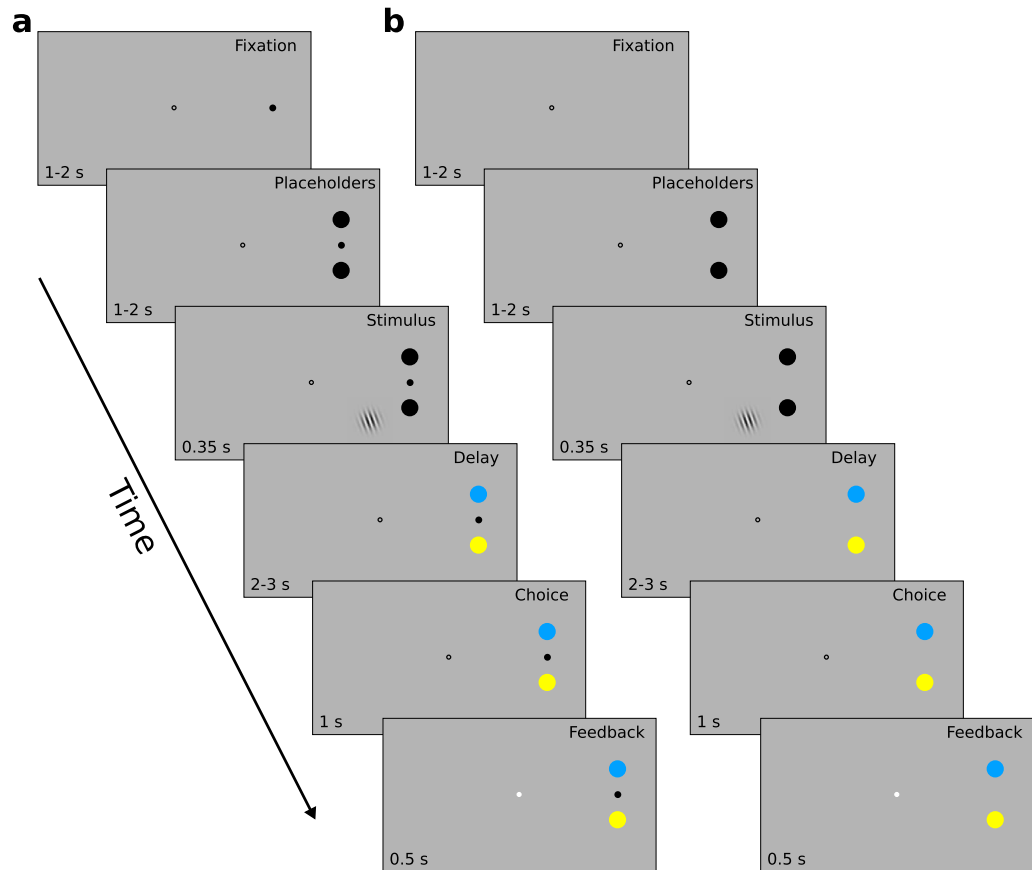 a
Fixation
1-2 s
Placeholders
1-2 s
Stimulus
0.35 s
Delay
2-3 s
Choice
1 s
Feedback
0.5 s
Time
b
Fixation
1-2 s
Placeholders
1-2 s
Stimulus
0.35 s
Delay
2-3 s
Choice
1 s
Feedback
0.5 s